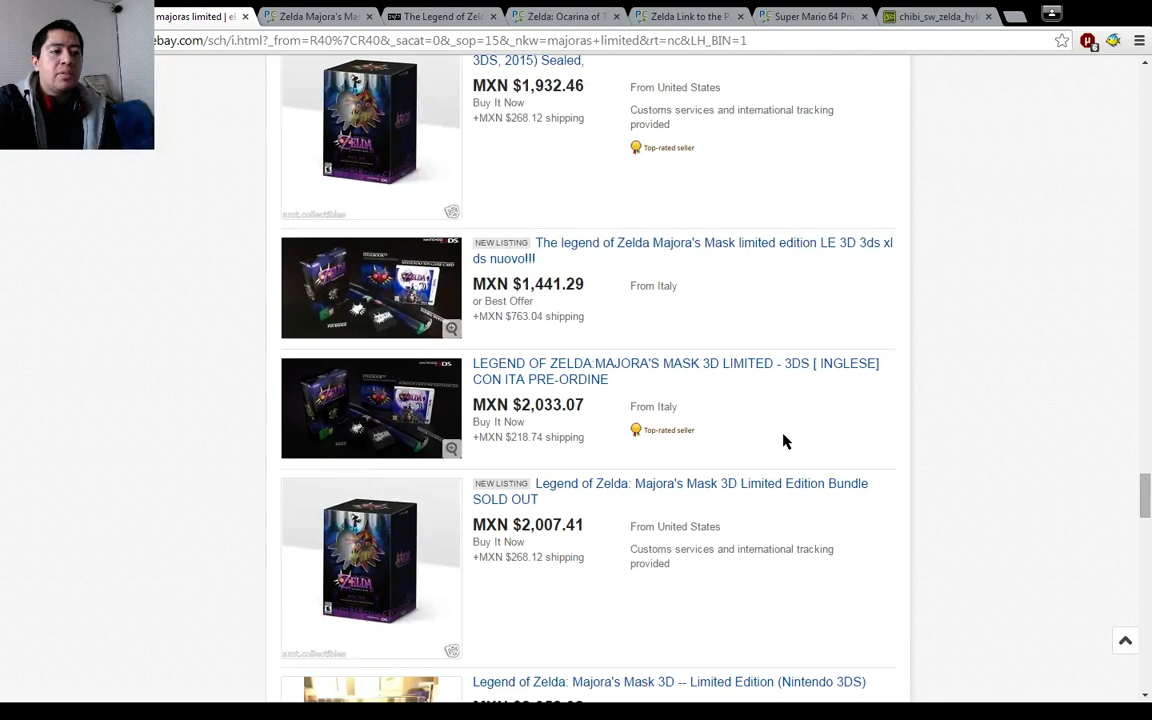 majoras limited | e
Zelda Majora's Ma
The Legend of Zel
Zelda: Ocarina of T
Zelda Link to the P
Super Mario 64 Pri
chibi_sw_zelda_hyl
ebay.com/sch/i.html?_from=R40%7CR40&_sacat=0&_sop=15&_nkw=majoras+limited&rt=nc&LH_BIN=1
3DS, 2015) Sealed,
MXN $1,932.46
From United States
Buy It Now
Customs services and international tracking
+MXN $268.12 shipping
provided
Top-rated seller
ZELDA
amt.collectibles
NEW LISTING The legend of Zelda Majora's Mask limited edition LE 3D 3ds xl
ds nuovo!!!
MXN $1,441.29
From Italy
or Best Offer
+MXN $763.04 shipping
LEGEND OF ZELDA:MAJORA'S MASK 3D LIMITED - 3DS [ INGLESE]
CON ITA PRE-ORDINE
MXN $2,033.07
From Italy
Buy It Now
Top-rated seller
+MXN $218.74 shipping
NEW LISTING Legend of Zelda: Majora's Mask 3D Limited Edition Bundle
SOLD OUT
MXN $2,007.41
From United States
Buy It Now
Customs services and international tracking
+MXN $268.12 shipping
provided
ZELDA
amt.collectibles
Legend of Zelda: Majora's Mask 3D -- Limited Edition (Nintendo 3DS)